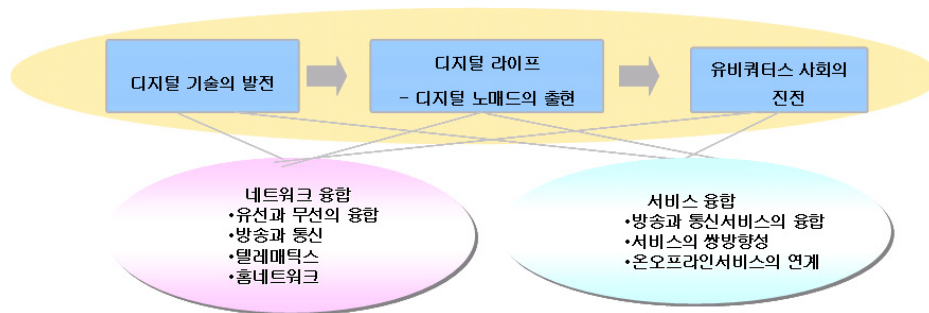 디지털 기술의 발전
디지털 라이프
- 디지털 노매드의 출현
유비쿼터스 사회의
진전
네트워크 융합
•유선과 무선의 융합
•방송과 통신
•텔레매틱스
•홈네트워크
서비스 융합
•방송과 통신서비스의 융합
•서비스의 쌍방향성
•온오프라인서비스의 연계